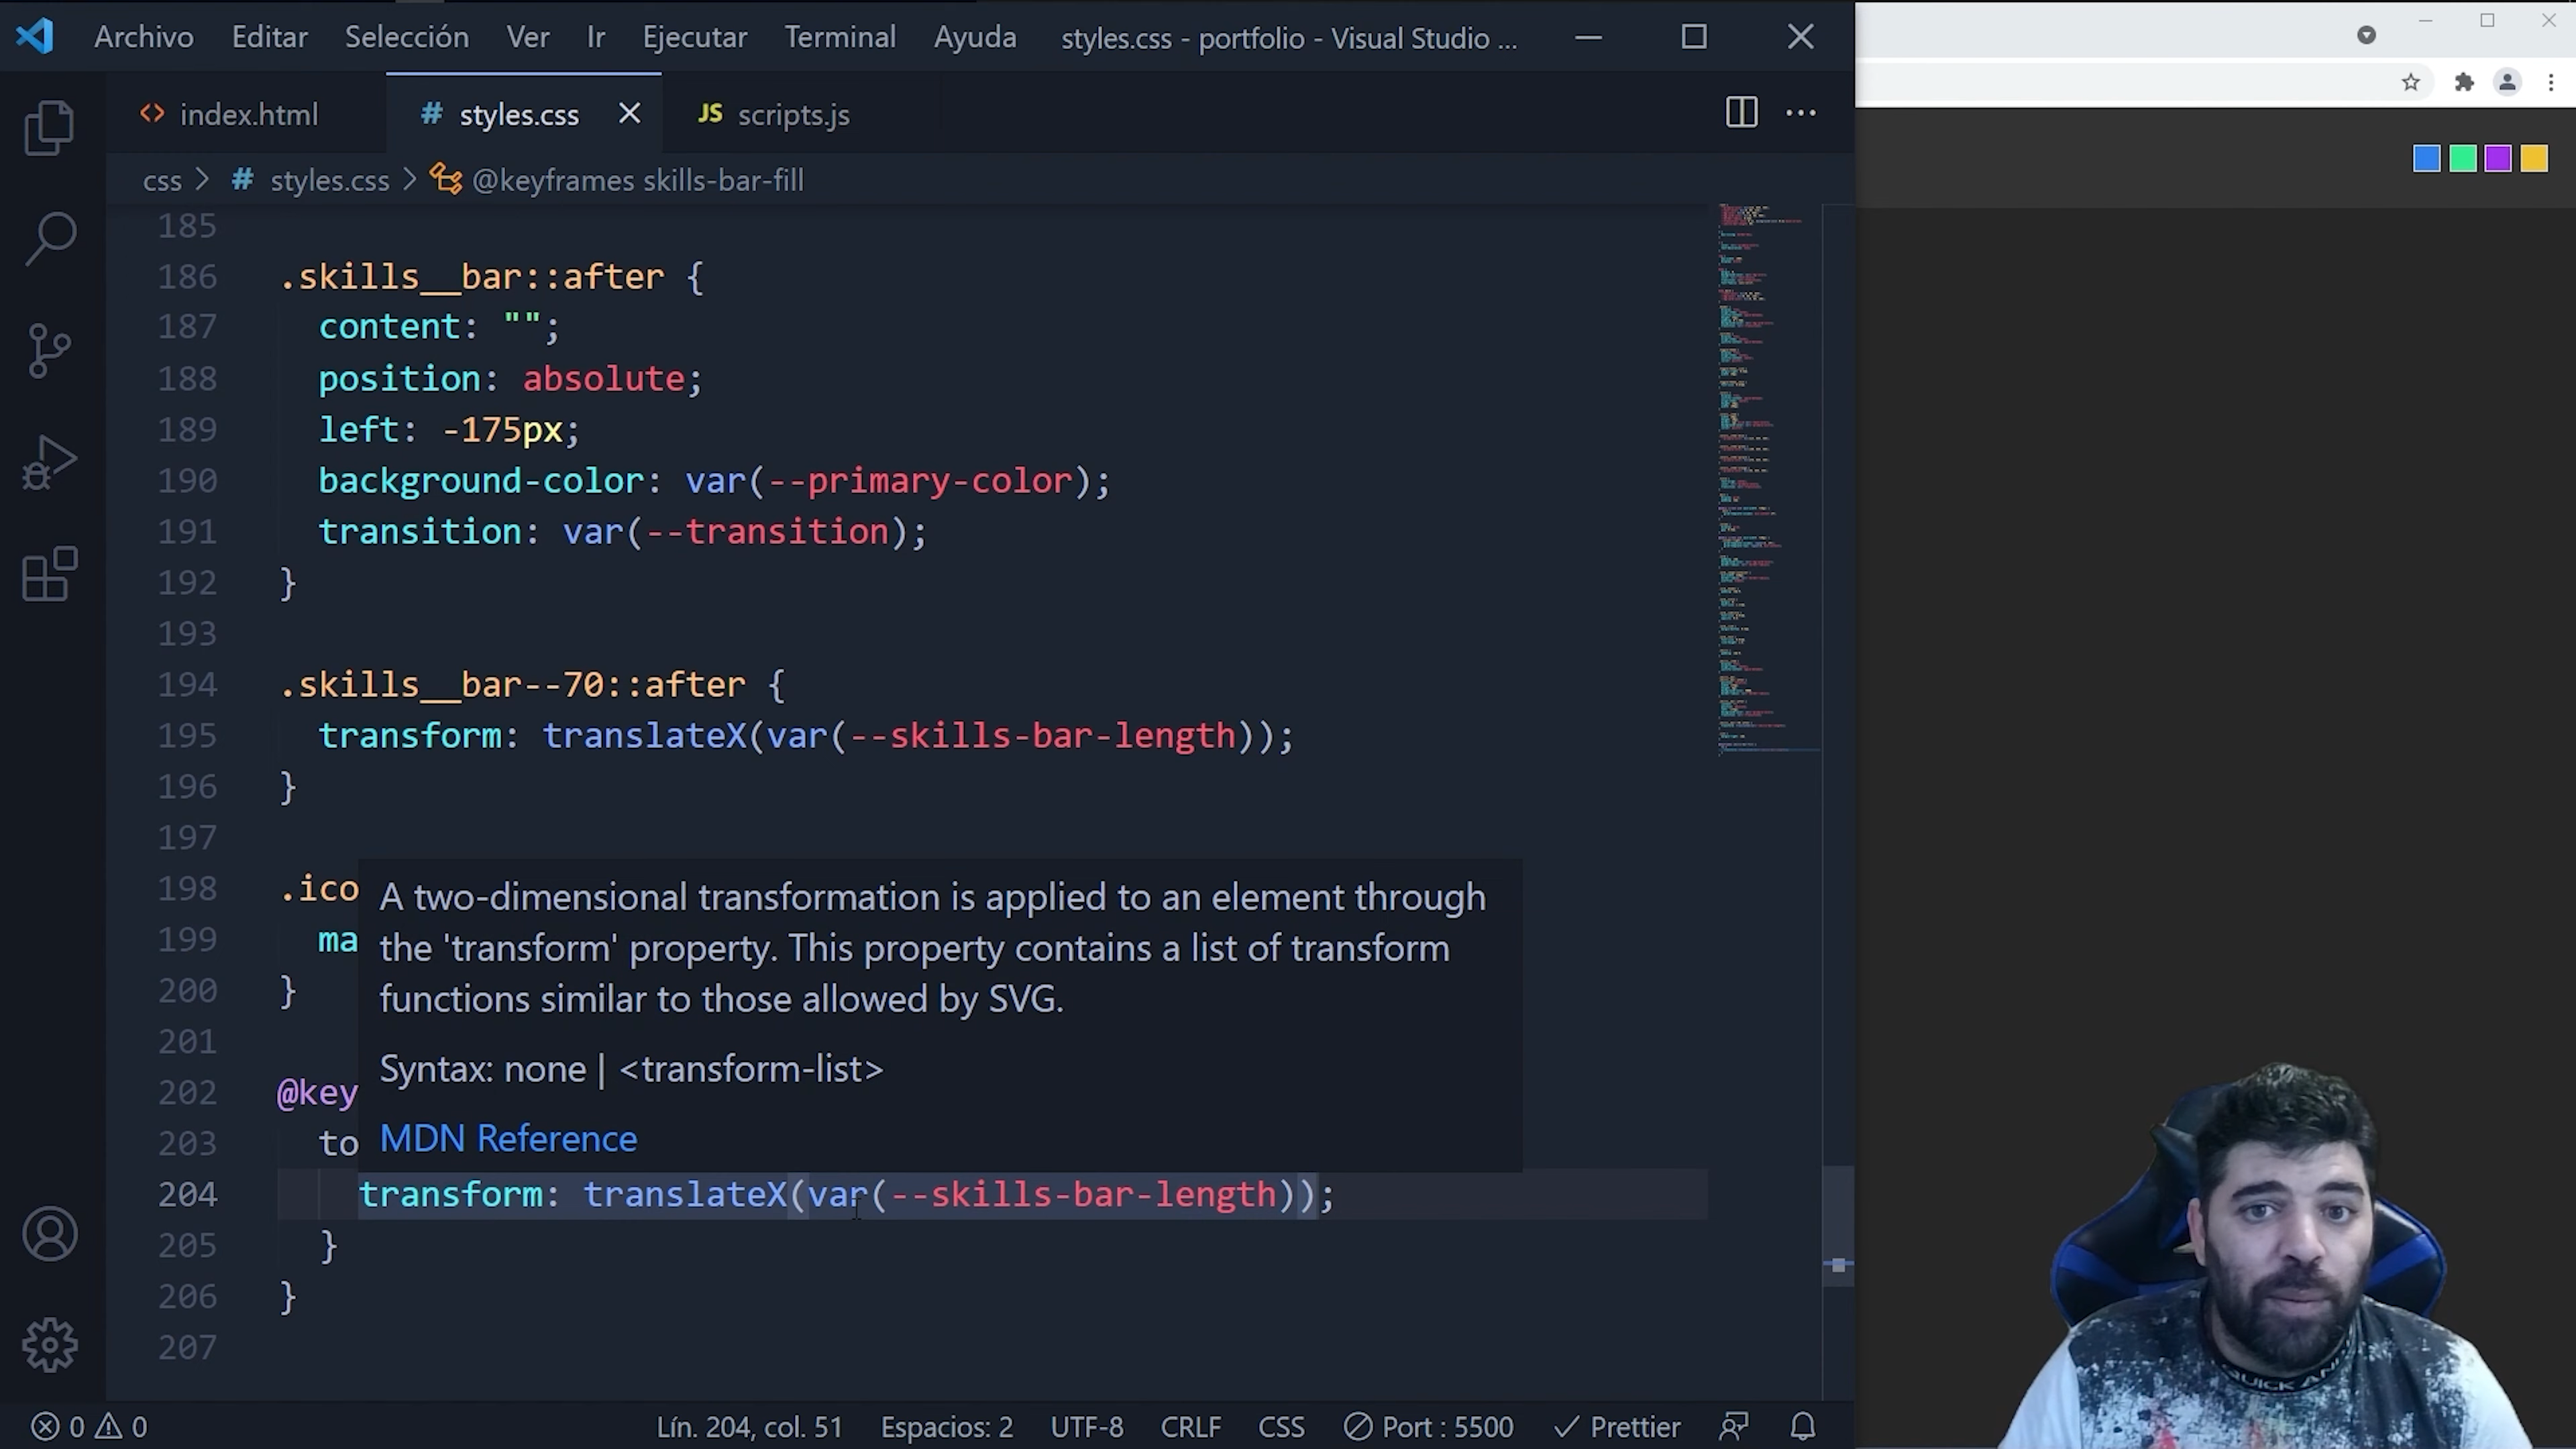 Archivo Editar Selección Ver Ir Ejecutar Terminal Ayuda styles.css - portfolio - Visual Studio ...
index.html
# styles.css
JS scripts.js
css > # styles.css > @keyframes skills-bar-fill
185
186 .skills__bar::after {
187 content: "";
188 position: absolute;
189 left: -175px;
190 background-color: var(--primary-color);
191 transition: var(--transition);
192 }
193
194 .skills__bar--70::after {
195 transform: translateX(var(--skills-bar-length));
196 }
197
198 .ico
199 ma
200 }
201
202 @key
203 to
A two-dimensional transformation is applied to an element through
the 'transform' property. This property contains a list of transform
functions similar to those allowed by SVG.
Syntax: none | <transform-list>
MDN Reference
204 transform: translateX(var(--skills-bar-length));
205 }
206 }
207
0 0 Lín. 204, col. 51 Espacios: 2 UTF-8 CRLF CSS Port : 5500 Prettier